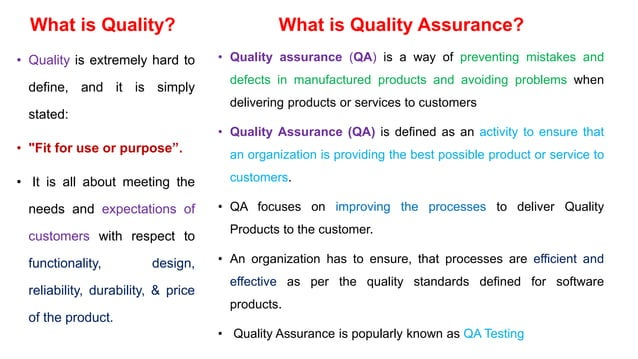 What is Quality?
• Quality is extremely hard to
define, and it is simply
stated:
• "Fit for use or purpose”.
• It is all about meeting the
needs and expectations of
customers with respect to
functionality, design,
reliability, durability, & price
of the product.
What is Quality Assurance?
• Quality assurance (QA) is a way of preventing mistakes and
defects in manufactured products and avoiding problems when
delivering products or services to customers
• Quality Assurance (QA) is defined as an activity to ensure that
an organization is providing the best possible product or service to
customers.
• QA focuses on improving the processes to deliver Quality
Products to the customer.
• An organization has to ensure, that processes are efficient and
effective as per the quality standards defined for software
products.
• Quality Assurance is popularly known as QA Testing